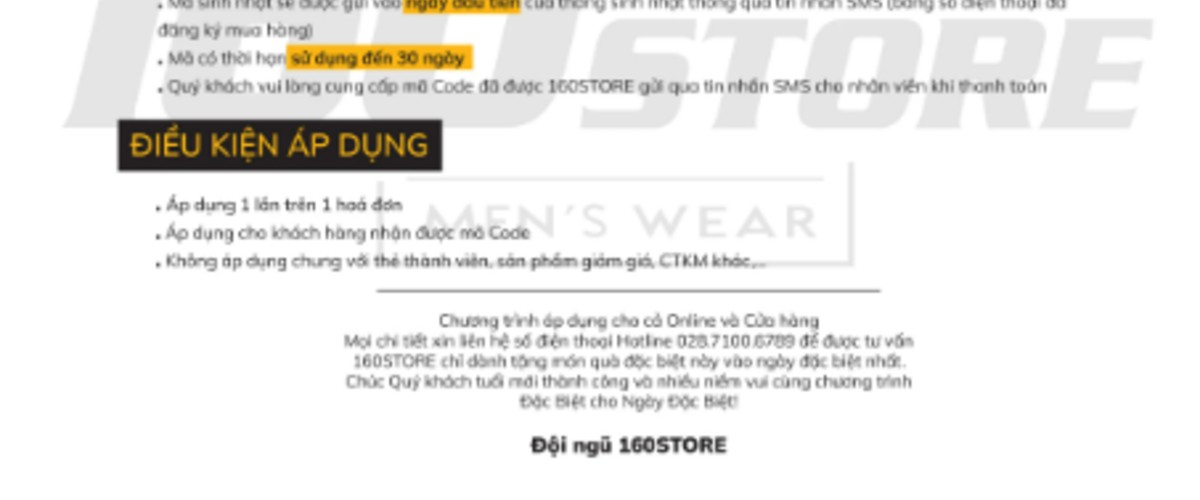 . Mã sinh nhật sẽ được gửi vào ngày đầu tiên của tháng sinh nhật thông qua tin nhắn SMS (bằng số điện thoại đã
đăng ký mua hàng)
. Mã có thời hạn sử dụng đến 30 ngày
. Quý khách vui lòng cung cấp mã Code đã được 160STORE gửi qua tin nhắn SMS cho nhân viên khi thanh toán
160STORE
ĐIỀU KIỆN ÁP DỤNG
. Áp dụng 1 lần trên 1 hoá đơn
MEN'S WEAR
. Áp dụng cho khách hàng nhận được mã Code
. Không áp dụng chung với thẻ thành viên, sản phẩm giảm giá, CTKM khác,..
Chương trình áp dụng cho cả Online và Cửa hàng
Mọi chi tiết xin liên hệ số điện thoại Hotline 028.7100.6789 để được tư vấn
160STORE chỉ dành tặng món quà đặc biệt này vào ngày đặc biệt nhất.
Chúc Quý khách tuổi mới thành công và nhiều niềm vui cùng chương trình
Đặc Biệt cho Ngày Đặc Biệt!
Đội ngũ 160STORE